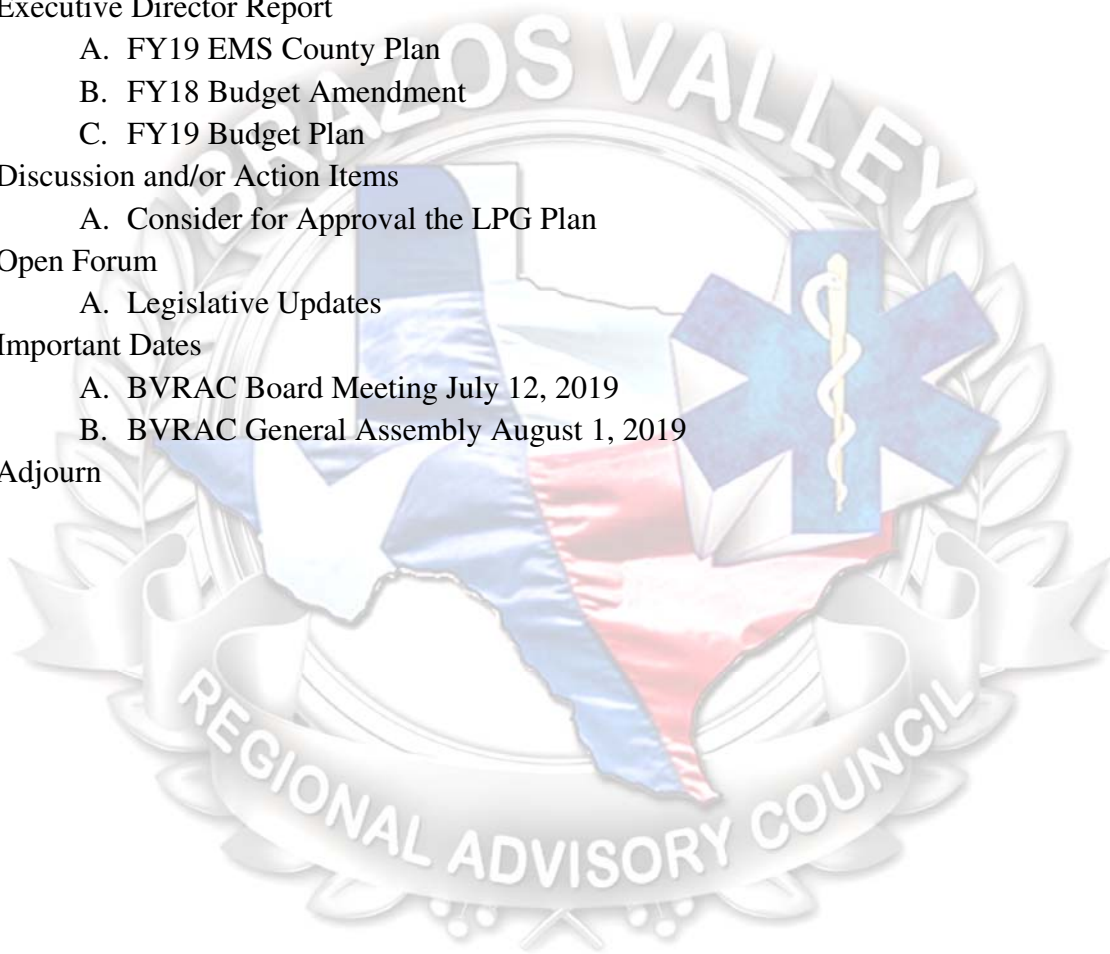 Executive Director Report
A. FY19 EMS County Plan
B. FY18 Budget Amendment
C. FY19 Budget Plan
Discussion and/or Action Items
A. Consider for Approval the LPG Plan
Open Forum
A. Legislative Updates
Important Dates
A. BVRAC Board Meeting July 12, 2019
B. BVRAC General Assembly August 1, 2019
Adjourn
BRAZOS VALLEY
REGIONAL ADVISORY COUNCIL